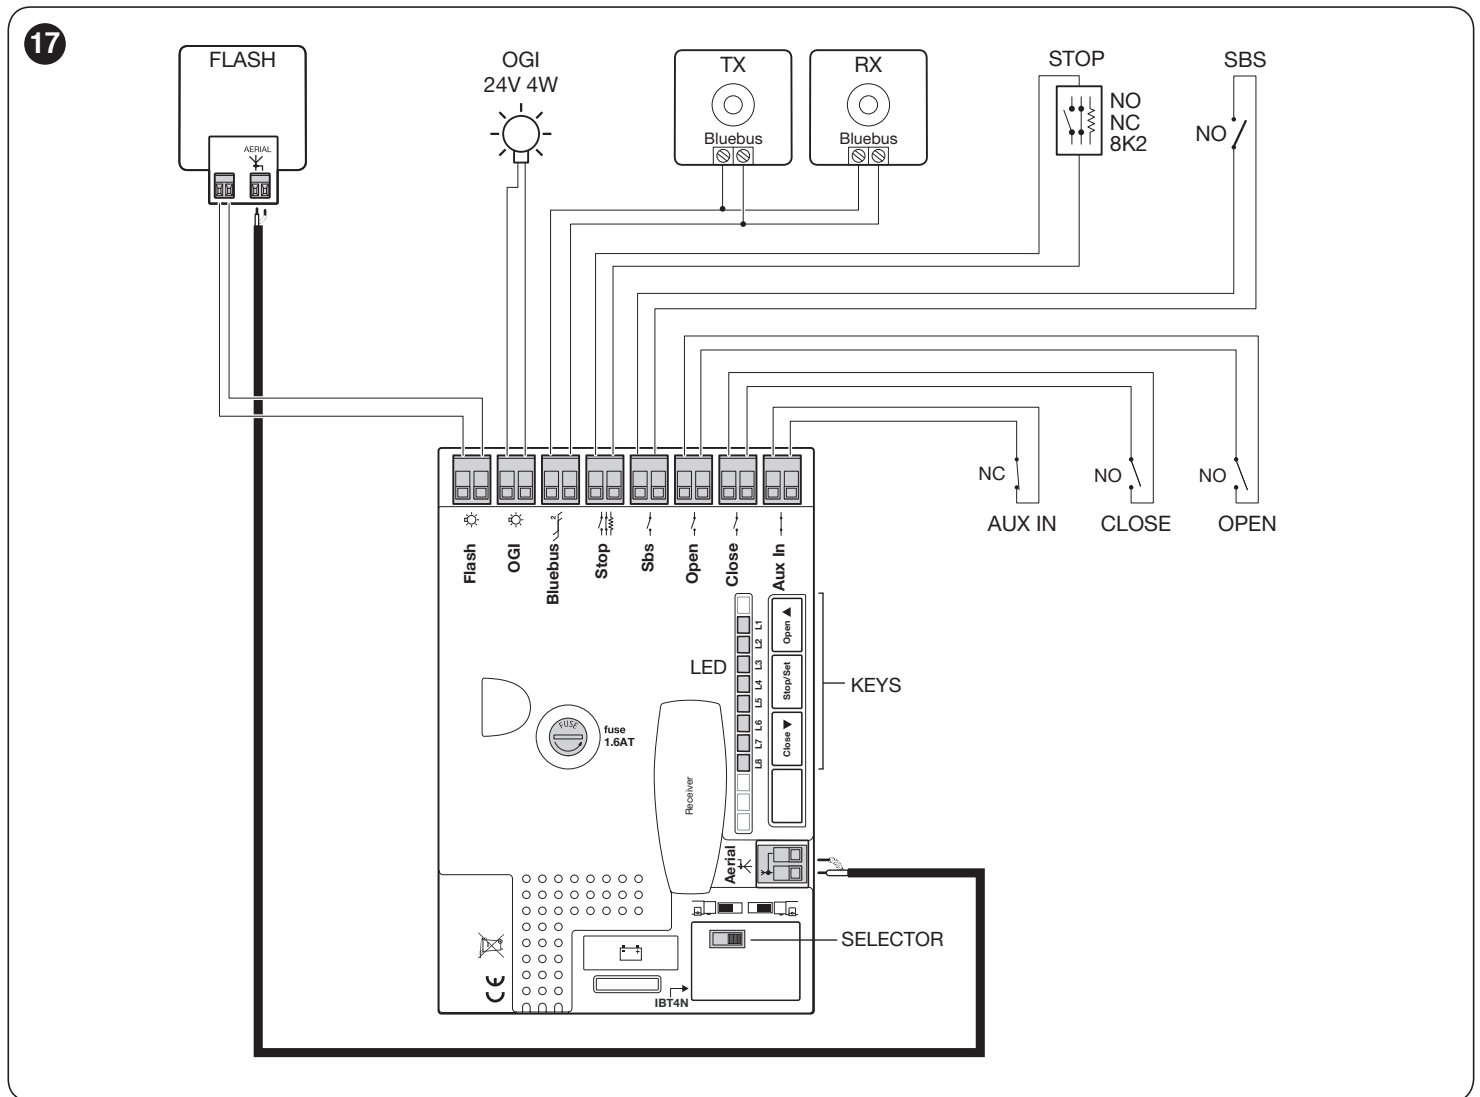 17
FLASH
AERIAL
OGI
24V 4W
TX
Bluebus
RX
Bluebus
STOP
NO
NC
8K2
SBS
NO
NC
AUX IN
NO
CLOSE
NO
OPEN
Flash
OGI
Bluebus
2
Stop
Sbs
Open
Close
Aux In
LED
L1
L2
L3
L4
L5
L6
L7
L8
Open ▲
Stop/Set
Close ▼
KEYS
FUSE
fuse
1.6AT
Receiver
Aerial
SELECTOR
IBT4N
CE